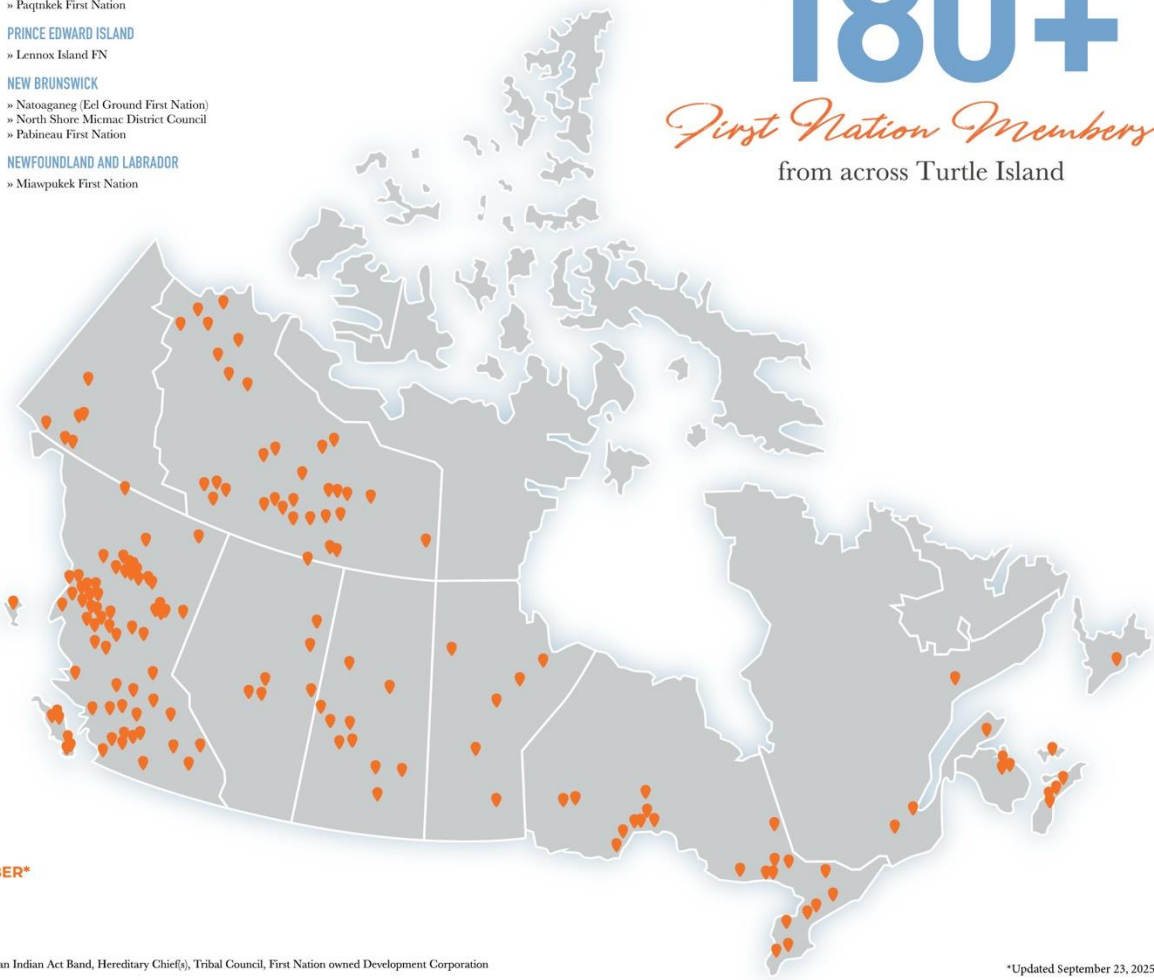 » Paqtnkek First Nation
PRINCE EDWARD ISLAND
» Lennox Island FN
NEW BRUNSWICK
» Natoaganeg (Eel Ground First Nation)
» North Shore Micmac District Council
» Pabineau First Nation
NEWFOUNDLAND AND LABRADOR
» Miawpukek First Nation
180+
First Nation Members
from across Turtle Island
BER*
an Indian Act Band, Hereditary Chief(s), Tribal Council, First Nation owned Development Corporation
*Updated September 23, 2025